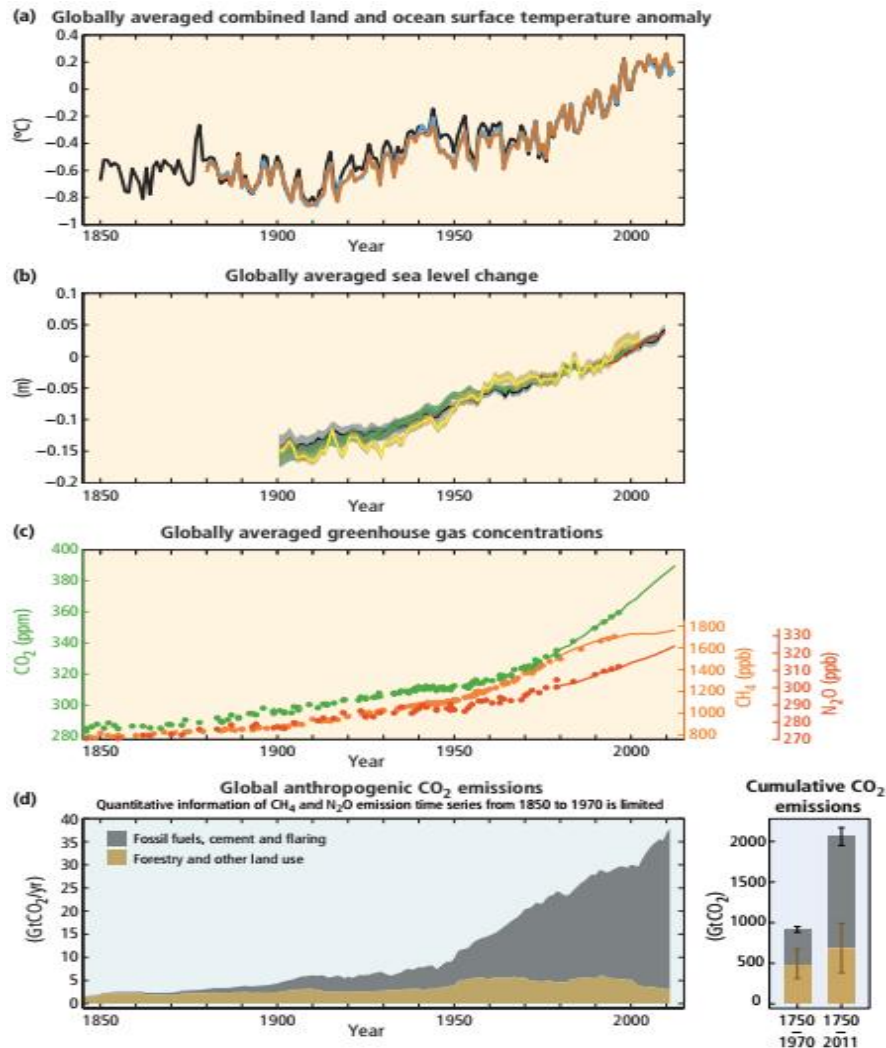 (a) Globally averaged combined land and ocean surface temperature anomaly
0.4
0.2
0
−0.2
−0.4
−0.6
−0.8
−1
(ºC)
1850 1900 1950 2000
Year
(b) Globally averaged sea level change
0.1
0.05
0
−0.05
−0.1
−0.15
−0.2
(m)
1850 1900 1950 2000
Year
(c) Globally averaged greenhouse gas concentrations
400
380
360
340
320
300
280
CO2 (ppm)
1800
1600
1400
1200
1000
800
CH4 (ppb)
330
320
310
300
290
280
270
N2O (ppb)
1850 1900 1950 2000
Year
(d) Global anthropogenic CO2 emissions
Quantitative information of CH4 and N2O emission time series from 1850 to 1970 is limited
40
35
30
25
20
15
10
5
0
(GtCO2/yr)
Fossil fuels, cement and flaring
Forestry and other land use
1850 1900 1950 2000
Year
Cumulative CO2
emissions
2000
1500
1000
500
0
(GtCO2)
1750 1750
– –
1970 2011